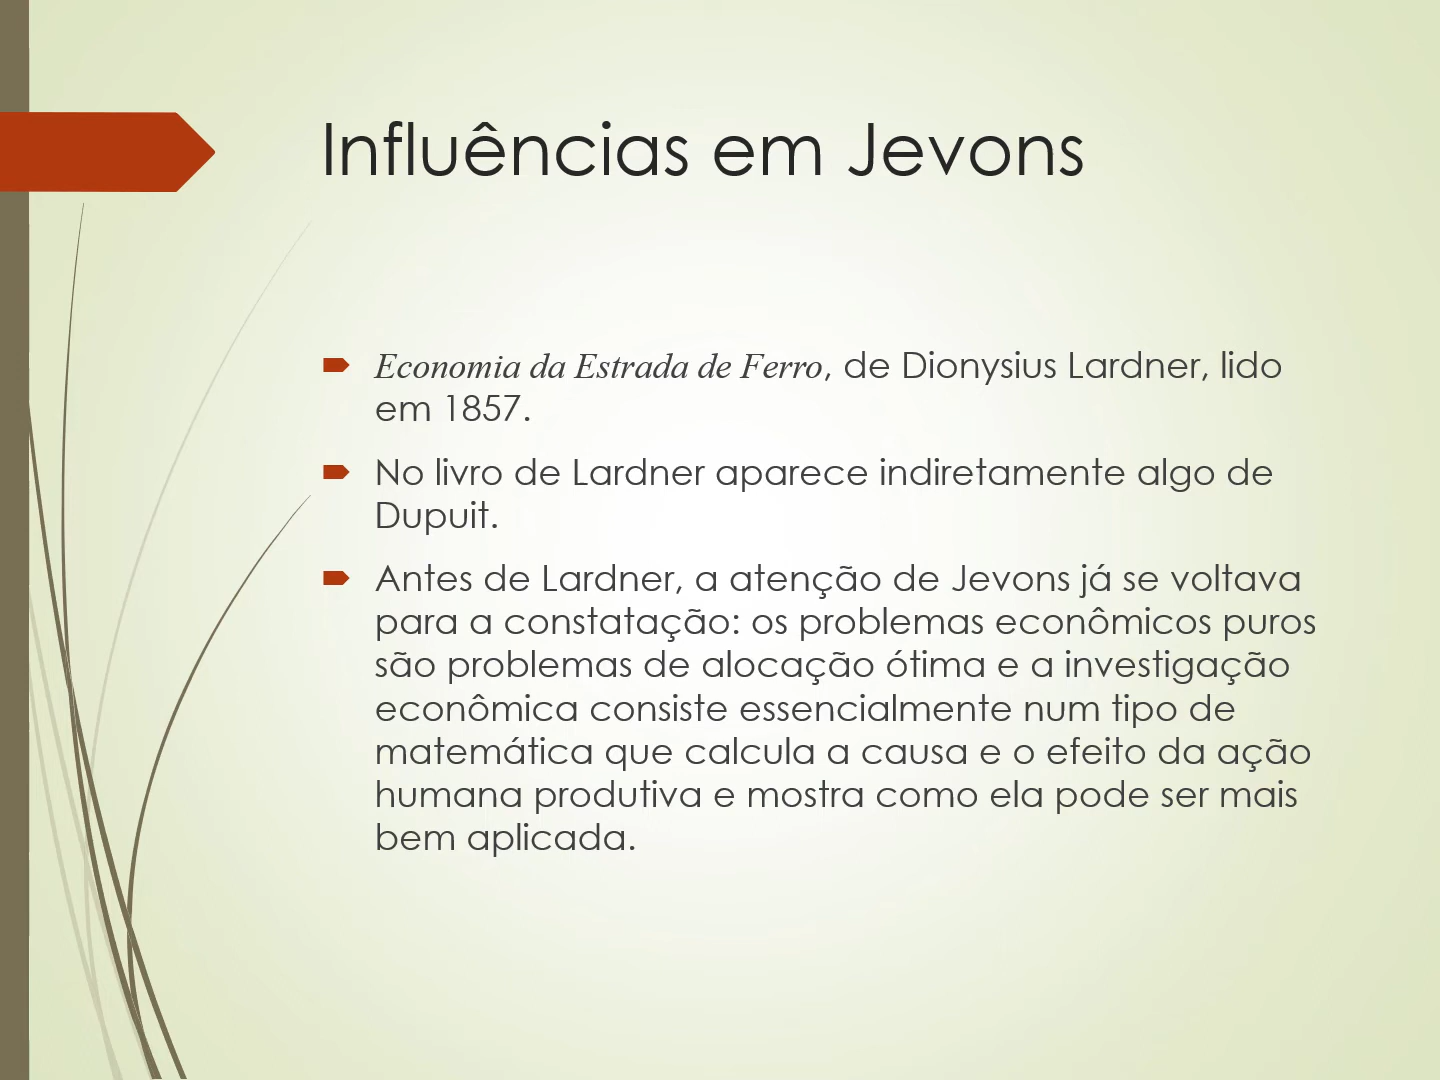 Influências em Jevons
Economia da Estrada de Ferro, de Dionysius Lardner, lido
em 1857.
No livro de Lardner aparece indiretamente algo de
Dupuit.
Antes de Lardner, a atenção de Jevons já se voltava
para a constatação: os problemas econômicos puros
são problemas de alocação ótima e a investigação
econômica consiste essencialmente num tipo de
matemática que calcula a causa e o efeito da ação
humana produtiva e mostra como ela pode ser mais
bem aplicada.